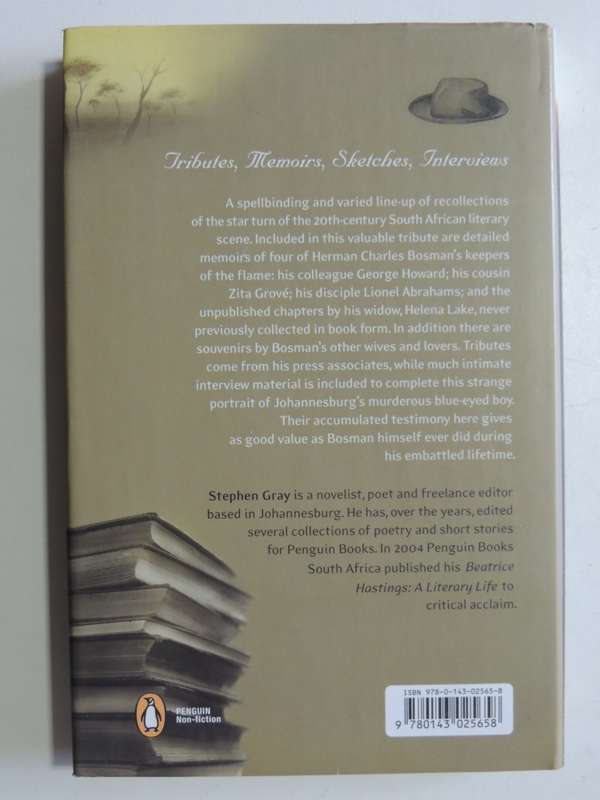 Tributes, Memoirs, Sketches, Interviews
A spellbinding and varied line-up of recollections
of the star turn of the 20th-century South African literary
scene. Included in this valuable tribute are detailed
memoirs of four of Herman Charles Bosman's keepers
of the flame: his colleague George Howard; his cousin
Zita Grové; his disciple Lionel Abrahams; and the
unpublished chapters by his widow, Helena Lake, never
previously collected in book form. In addition there are
souvenirs by Bosman's other wives and lovers. Tributes
come from his press associates, while much intimate
interview material is included to complete this strange
portrait of Johannesburg's murderous blue-eyed boy.
Their accumulated testimony here gives
as good value as Bosman himself ever did during
his embattled lifetime.
Stephen Gray is a novelist, poet and freelance editor
based in Johannesburg. He has, over the years, edited
several collections of poetry and short stories
for Penguin Books. In 2004 Penguin Books
South Africa published his Beatrice
Hastings: A Literary Life to
critical acclaim.
ISBN 978-0-143-02565-8
9 780143 025658
PENGUIN
Non-fiction